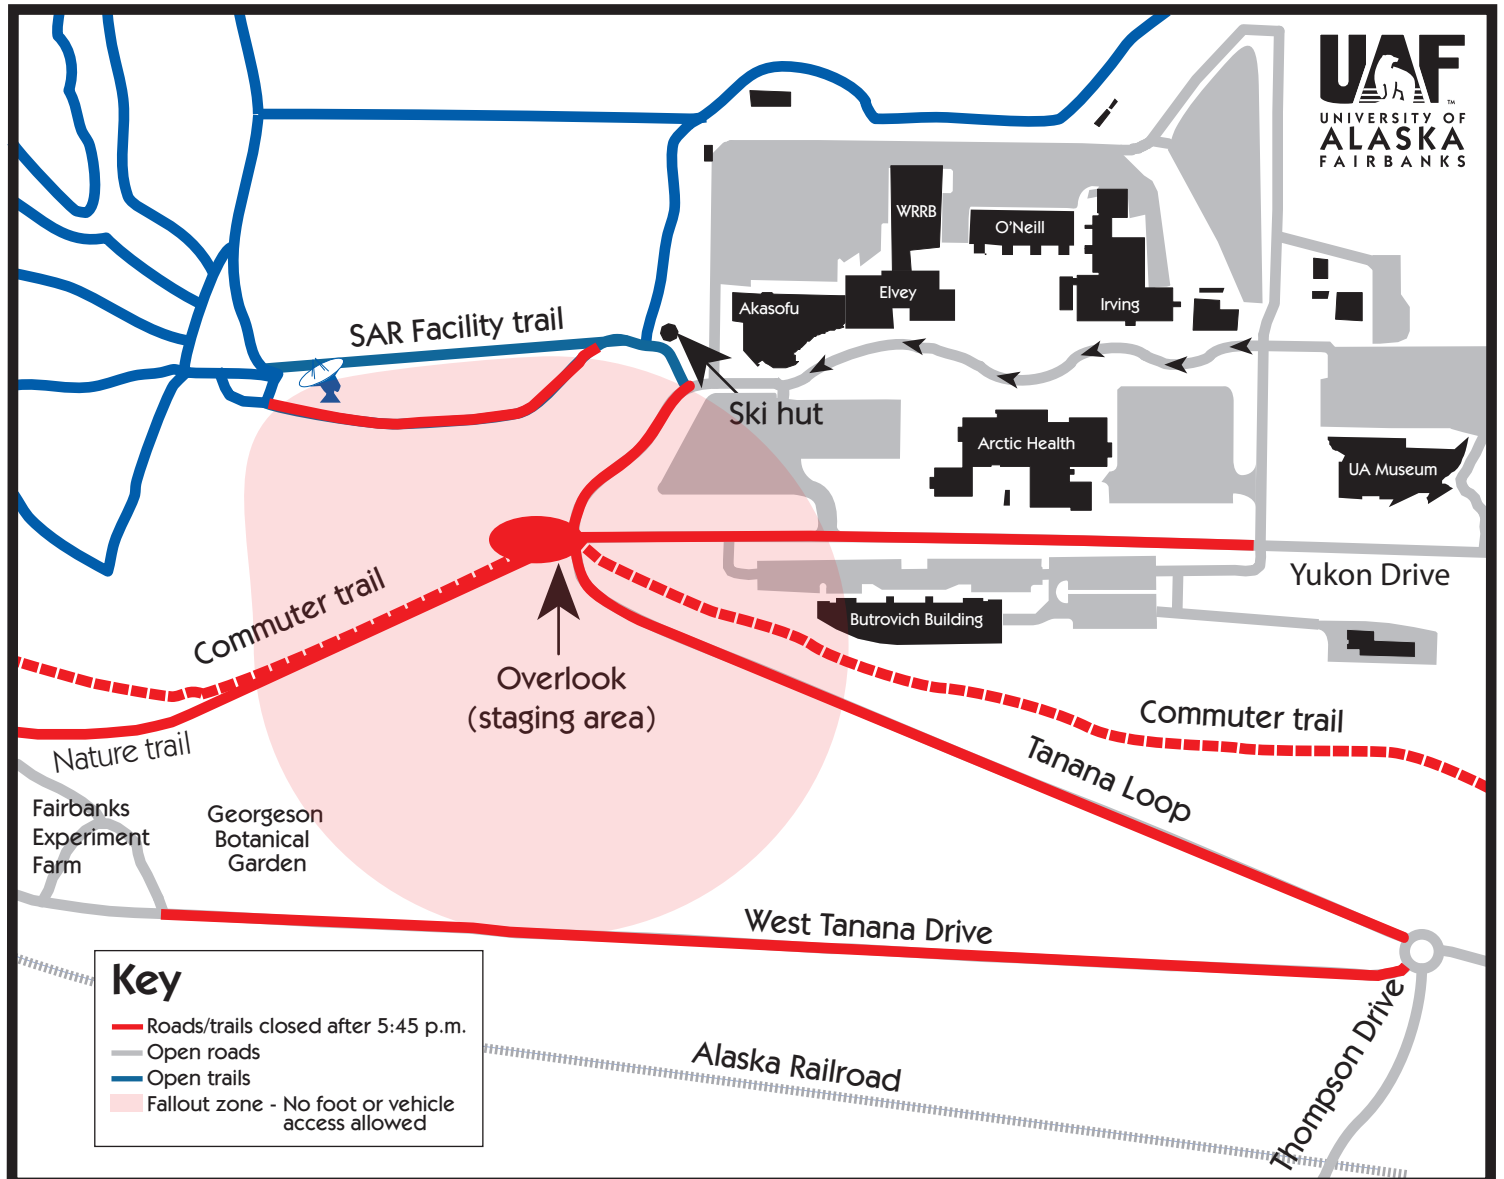 UAF
TM
UNIVERSITY OF
ALASKA
FAIRBANKS
WRRB
O'Neill
Elvey
Akasofu
Irving
SAR Facility trail
Ski hut
Arctic Health
UA Museum
Yukon Drive
Butrovich Building
Commuter trail
Overlook
(staging area)
Commuter trail
Nature trail
Tanana Loop
Fairbanks
Experiment
Farm
Georgeson
Botanical
Garden
West Tanana Drive
Thompson Drive
Alaska Railroad
Key
Roads/trails closed after 5:45 p.m.
Open roads
Open trails
Fallout zone - No foot or vehicle
access allowed